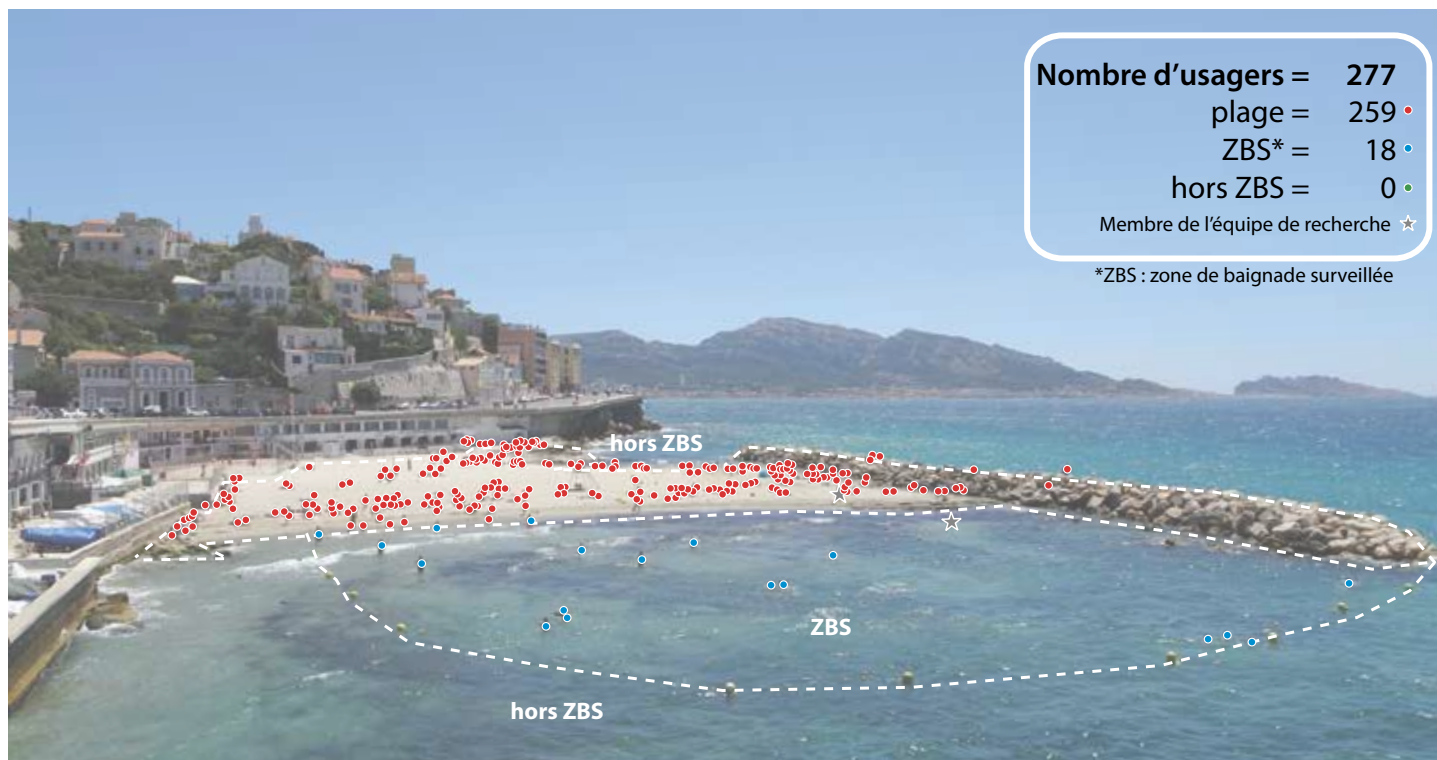 Nombre d’usagers = 277
plage = 259
ZBS* = 18
hors ZBS = 0
Membre de l’équipe de recherche
*ZBS : zone de baignade surveillée
hors ZBS
ZBS
hors ZBS